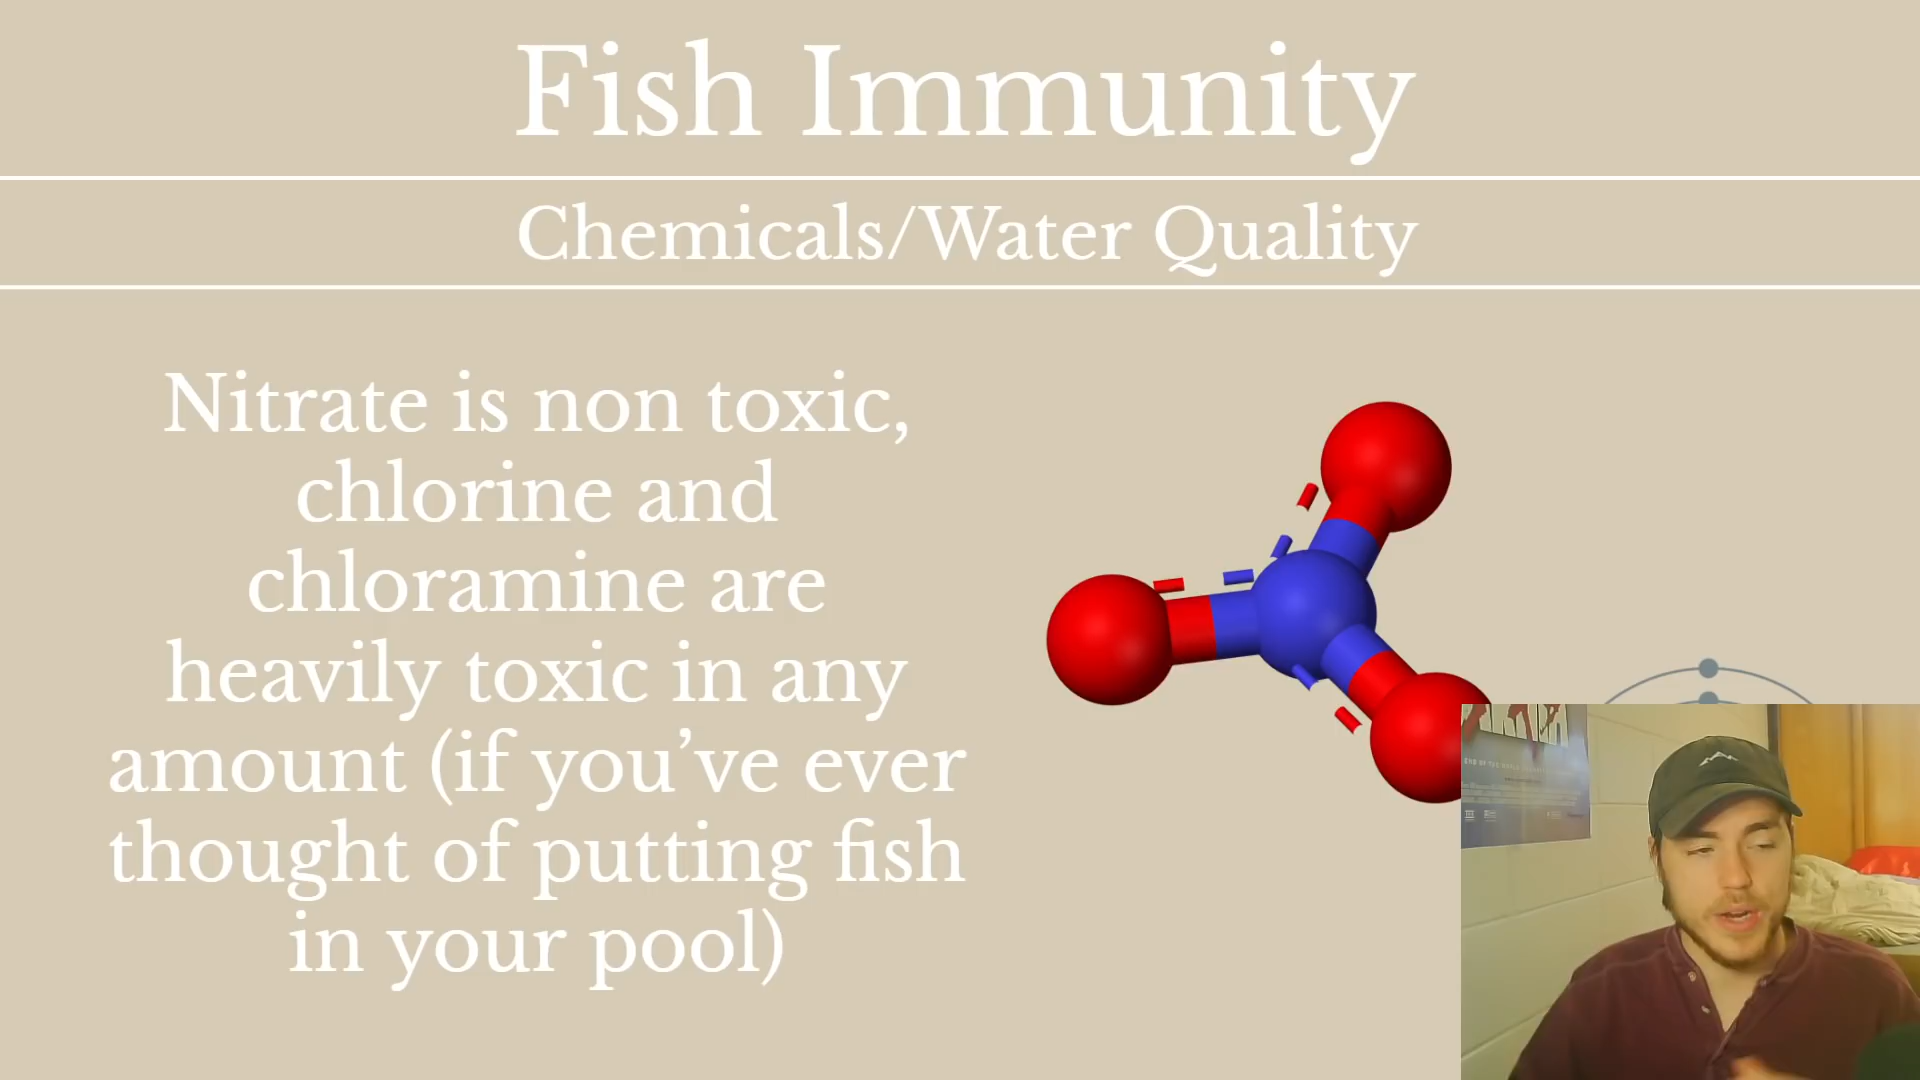 Fish Immunity
Chemicals/Water Quality
Nitrate is non toxic,
chlorine and
chloramine are
heavily toxic in any
amount (if you’ve ever
thought of putting fish
in your pool)